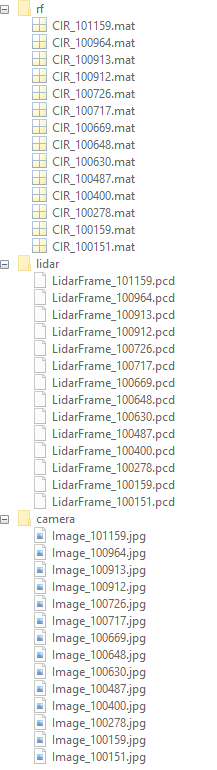 rf
CIR_101159.mat
CIR_100964.mat
CIR_100913.mat
CIR_100912.mat
CIR_100726.mat
CIR_100717.mat
CIR_100669.mat
CIR_100648.mat
CIR_100630.mat
CIR_100487.mat
CIR_100400.mat
CIR_100278.mat
CIR_100159.mat
CIR_100151.mat
lidar
LidarFrame_101159.pcd
LidarFrame_100964.pcd
LidarFrame_100913.pcd
LidarFrame_100912.pcd
LidarFrame_100726.pcd
LidarFrame_100717.pcd
LidarFrame_100669.pcd
LidarFrame_100648.pcd
LidarFrame_100630.pcd
LidarFrame_100487.pcd
LidarFrame_100400.pcd
LidarFrame_100278.pcd
LidarFrame_100159.pcd
LidarFrame_100151.pcd
camera
Image_101159.jpg
Image_100964.jpg
Image_100913.jpg
Image_100912.jpg
Image_100726.jpg
Image_100717.jpg
Image_100669.jpg
Image_100648.jpg
Image_100630.jpg
Image_100487.jpg
Image_100400.jpg
Image_100278.jpg
Image_100159.jpg
Image_100151.jpg